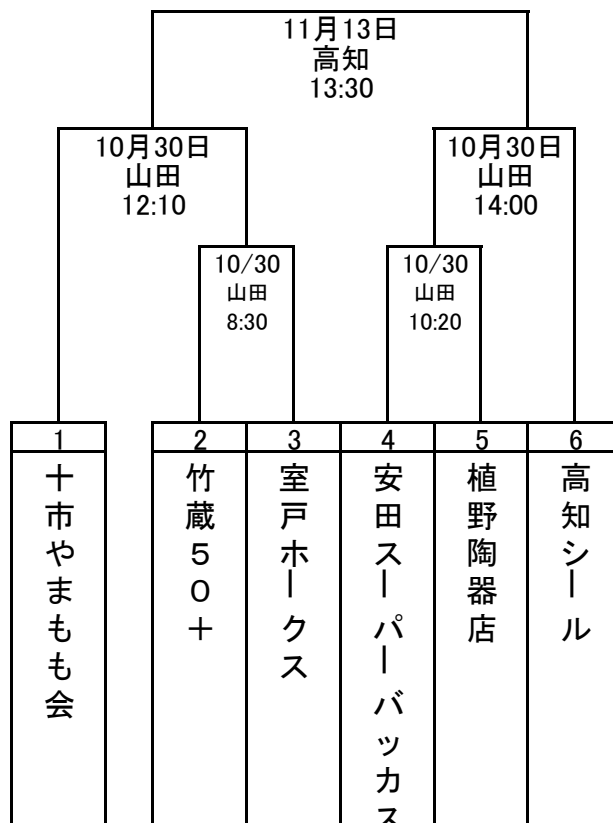 11月13日
高知
13:30
10月30日
山田
12:10
10月30日
山田
14:00
10/30
山田
8:30
10/30
山田
10:20
1
2
3
4
5
6
十市やまもも会
竹蔵５０＋
室戸ホークス
安田スーパーバッカス
植野陶器店
高知シール